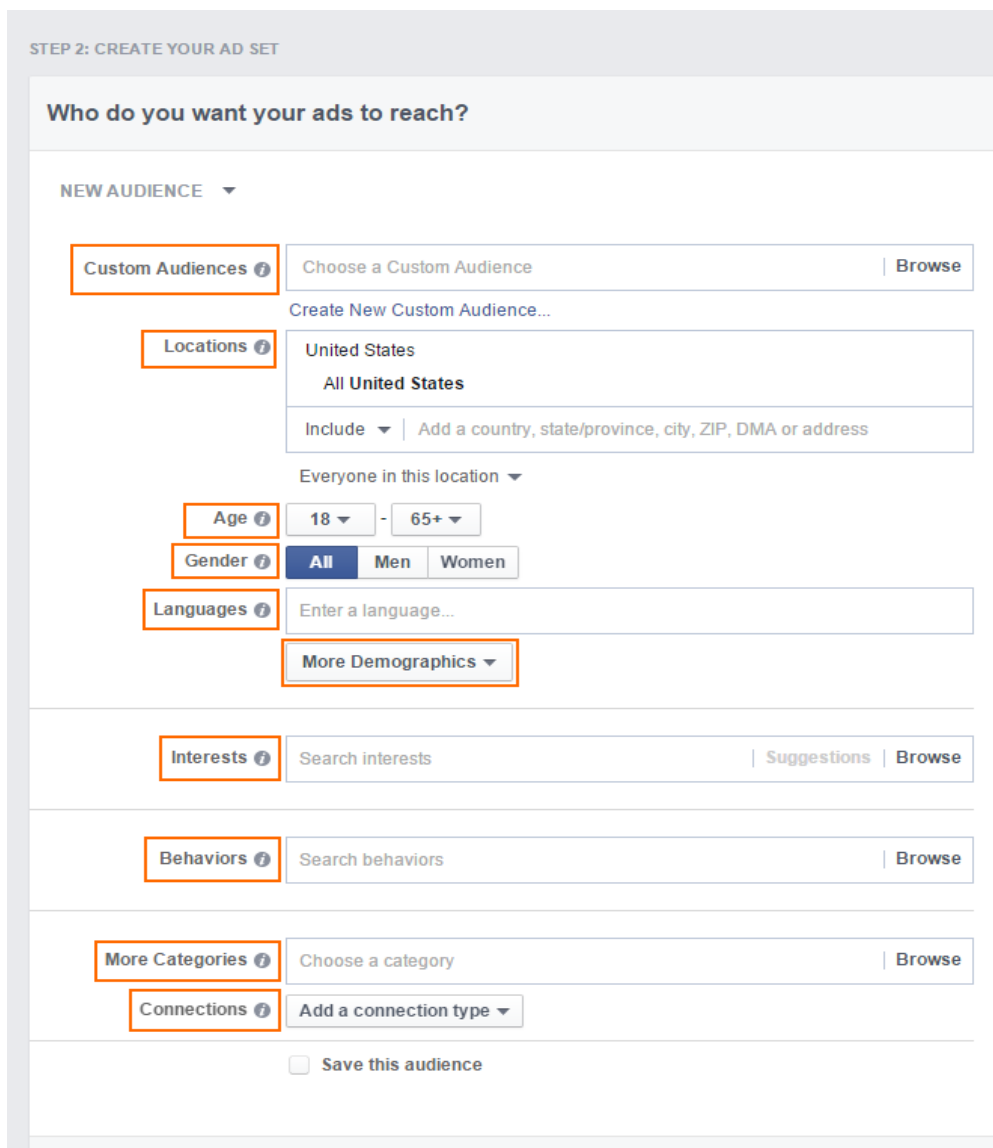 STEP 2: CREATE YOUR AD SET
Who do you want your ads to reach?
NEW AUDIENCE
Custom Audiences Choose a Custom Audience | Browse
Create New Custom Audience...
Locations United States
All United States
Include | Add a country, state/province, city, ZIP, DMA or address
Everyone in this location
Age 18 - 65+
Gender All Men Women
Languages Enter a language...
More Demographics
Interests Search interests | Suggestions | Browse
Behaviors Search behaviors | Browse
More Categories Choose a category | Browse
Connections Add a connection type
Save this audience